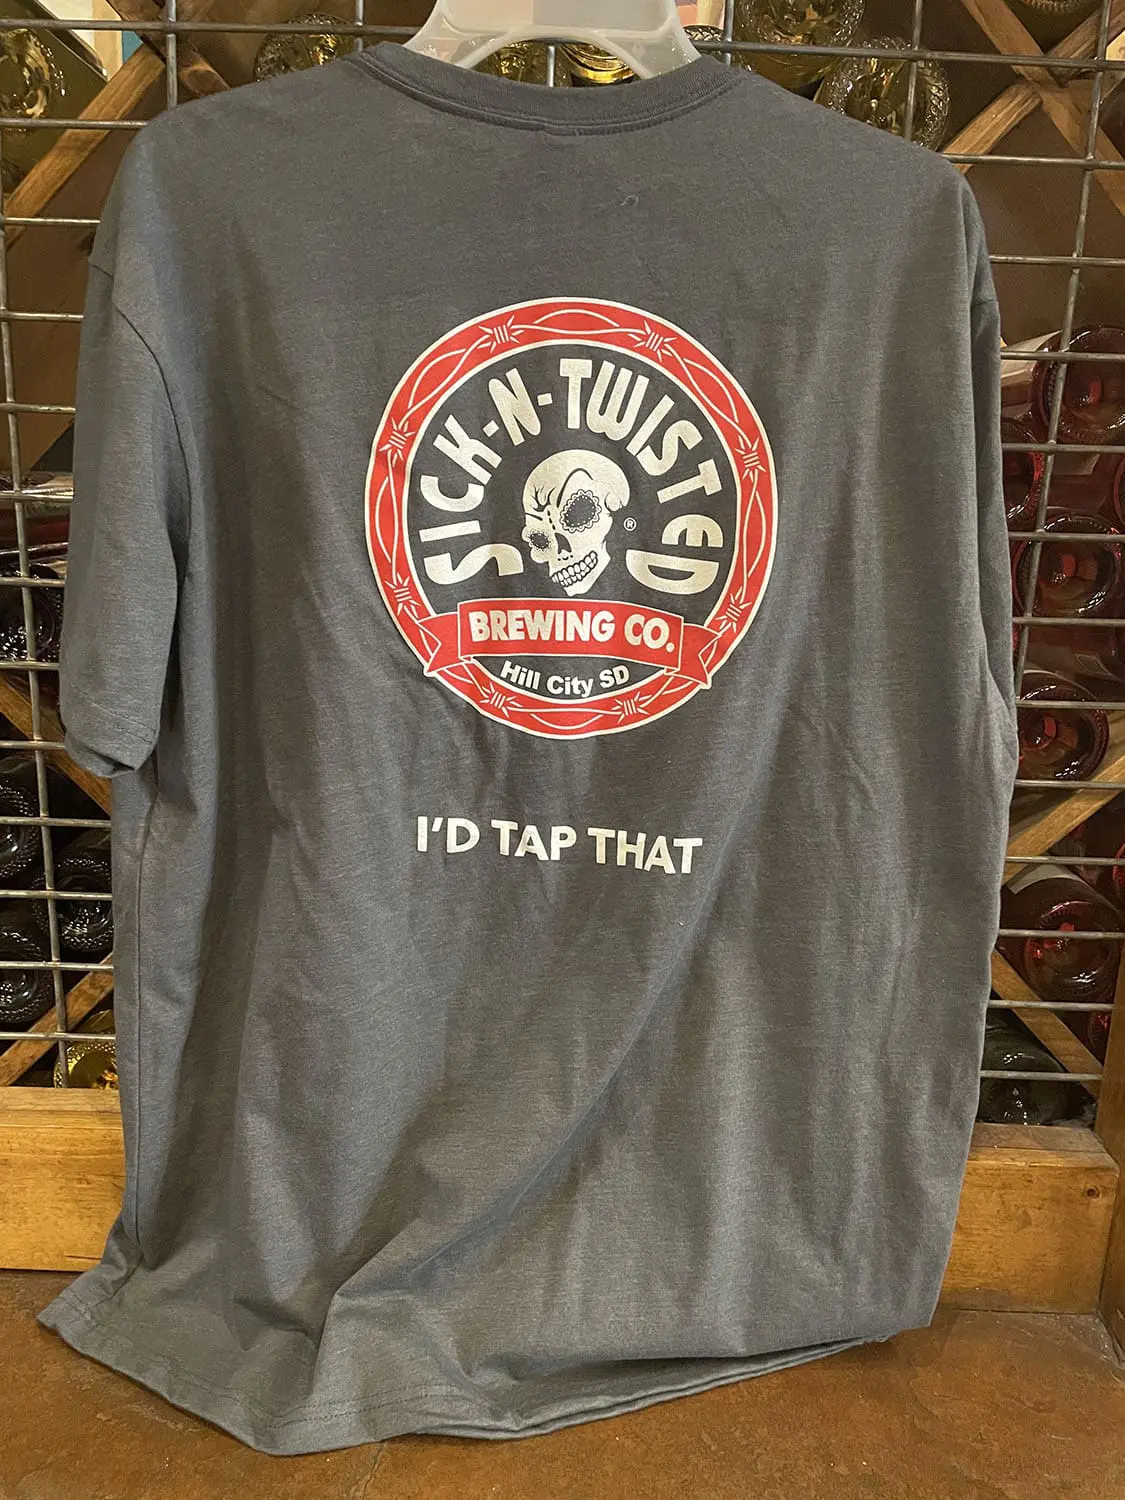 SICK-N-TWISTED
®
BREWING CO.
Hill City SD
I'D TAP THAT